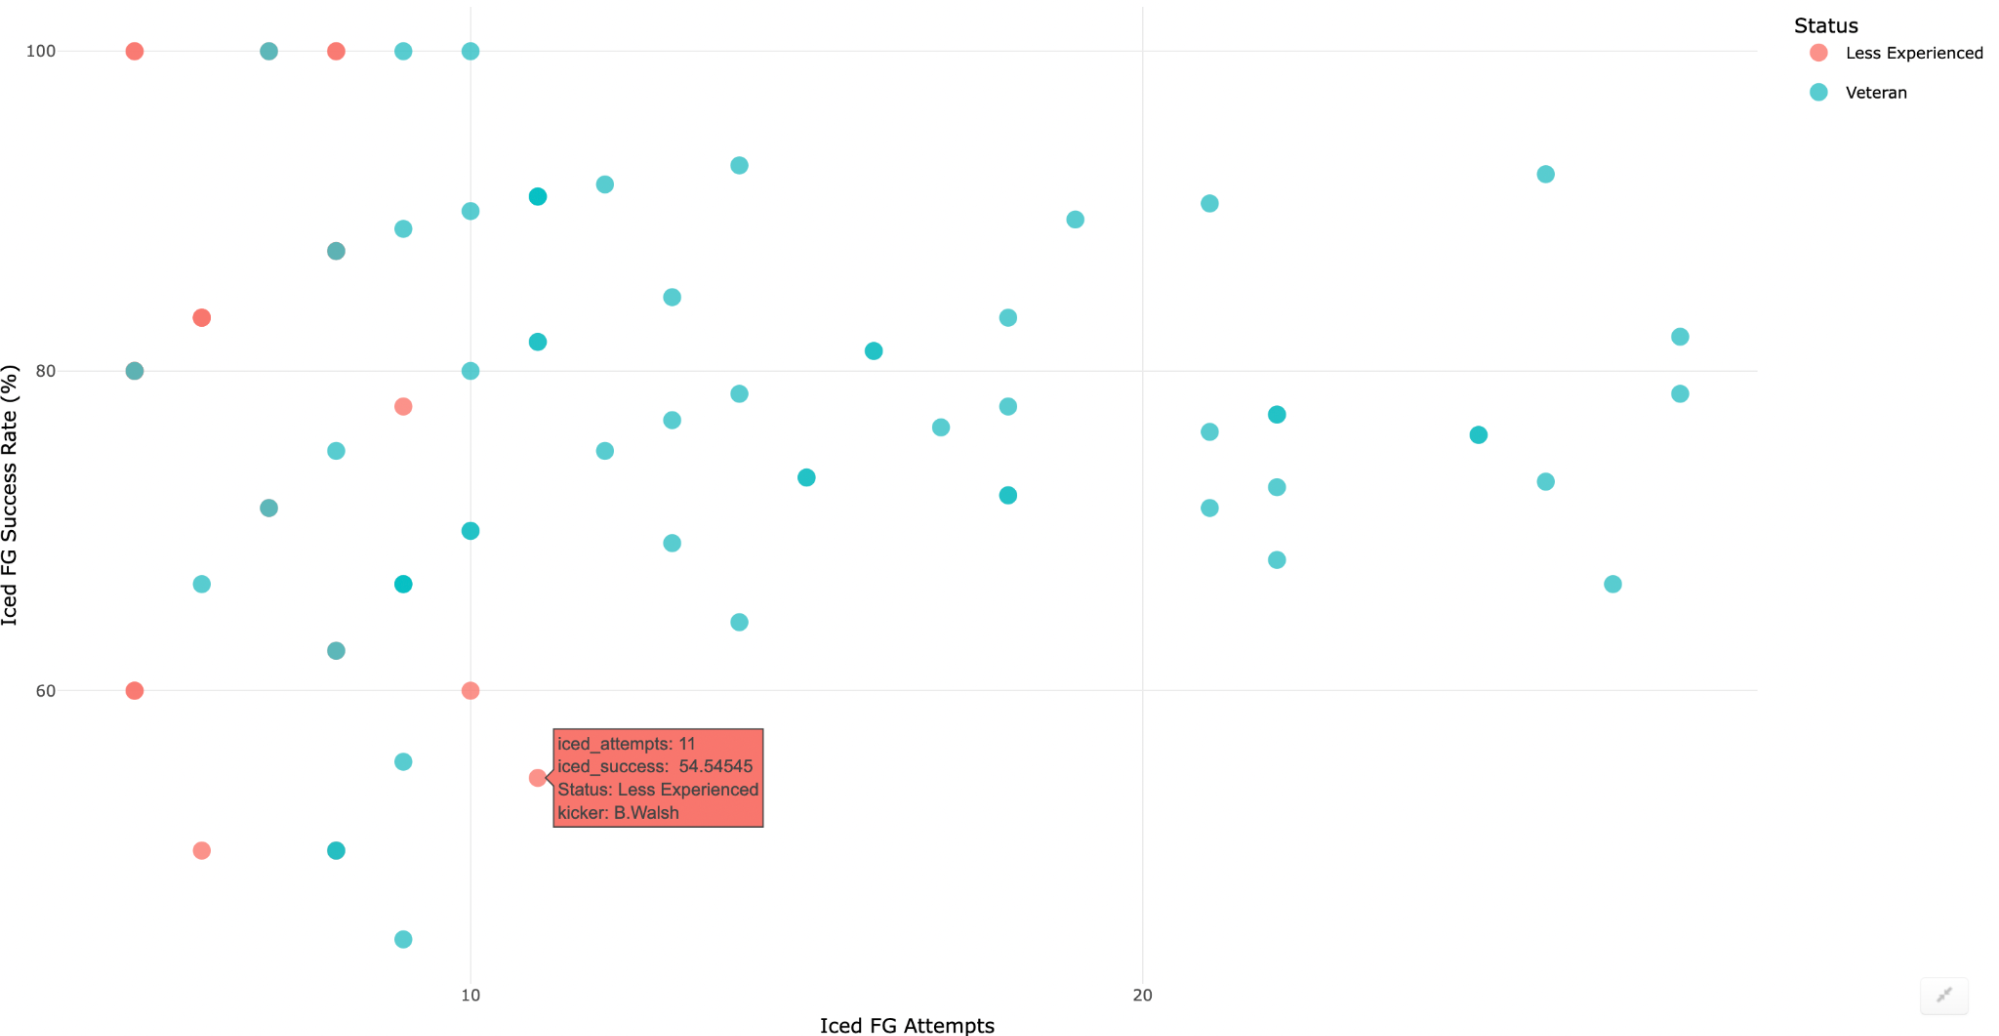 Status
Less Experienced
Veteran
100
80
60
Iced FG Success Rate (%)
iced_attempts: 11
iced_success: 54.54545
Status: Less Experienced
kicker: B.Walsh
10
20
Iced FG Attempts